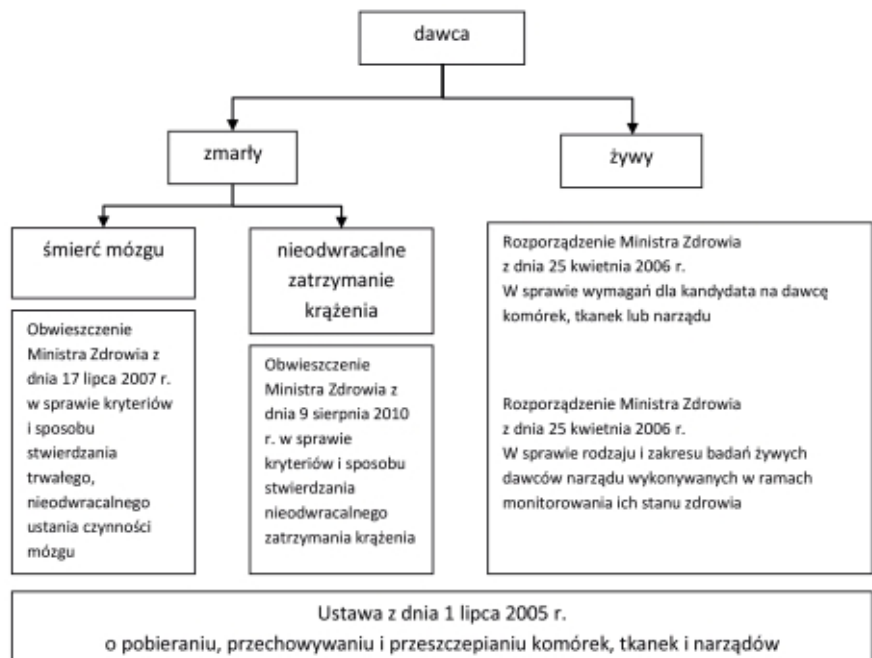 dawca
zmarły
żywy
śmierć mózgu
nieodwracalne
zatrzymanie
krążenia
Obwieszczenie
Ministra Zdrowia z
dnia 17 lipca 2007 r.
w sprawie kryteriów
i sposobu
stwierdzania
trwałego,
nieodwracalnego
ustania czynności
mózgu
Obwieszczenie
Ministra Zdrowia z
dnia 9 sierpnia 2010
r. w sprawie
kryteriów i sposobu
stwierdzania
nieodwracalnego
zatrzymania krążenia
Rozporządzenie Ministra Zdrowia
z dnia 25 kwietnia 2006 r.
W sprawie wymagań dla kandydata na dawcę
komórek, tkanek lub narządu
Rozporządzenie Ministra Zdrowia
z dnia 25 kwietnia 2006 r.
W sprawie rodzaju i zakresu badań żywych
dawców narządu wykonywanych w ramach
monitorowania ich stanu zdrowia
Ustawa z dnia 1 lipca 2005 r.
o pobieraniu, przechowywaniu i przeszczepianiu komórek, tkanek i narządów